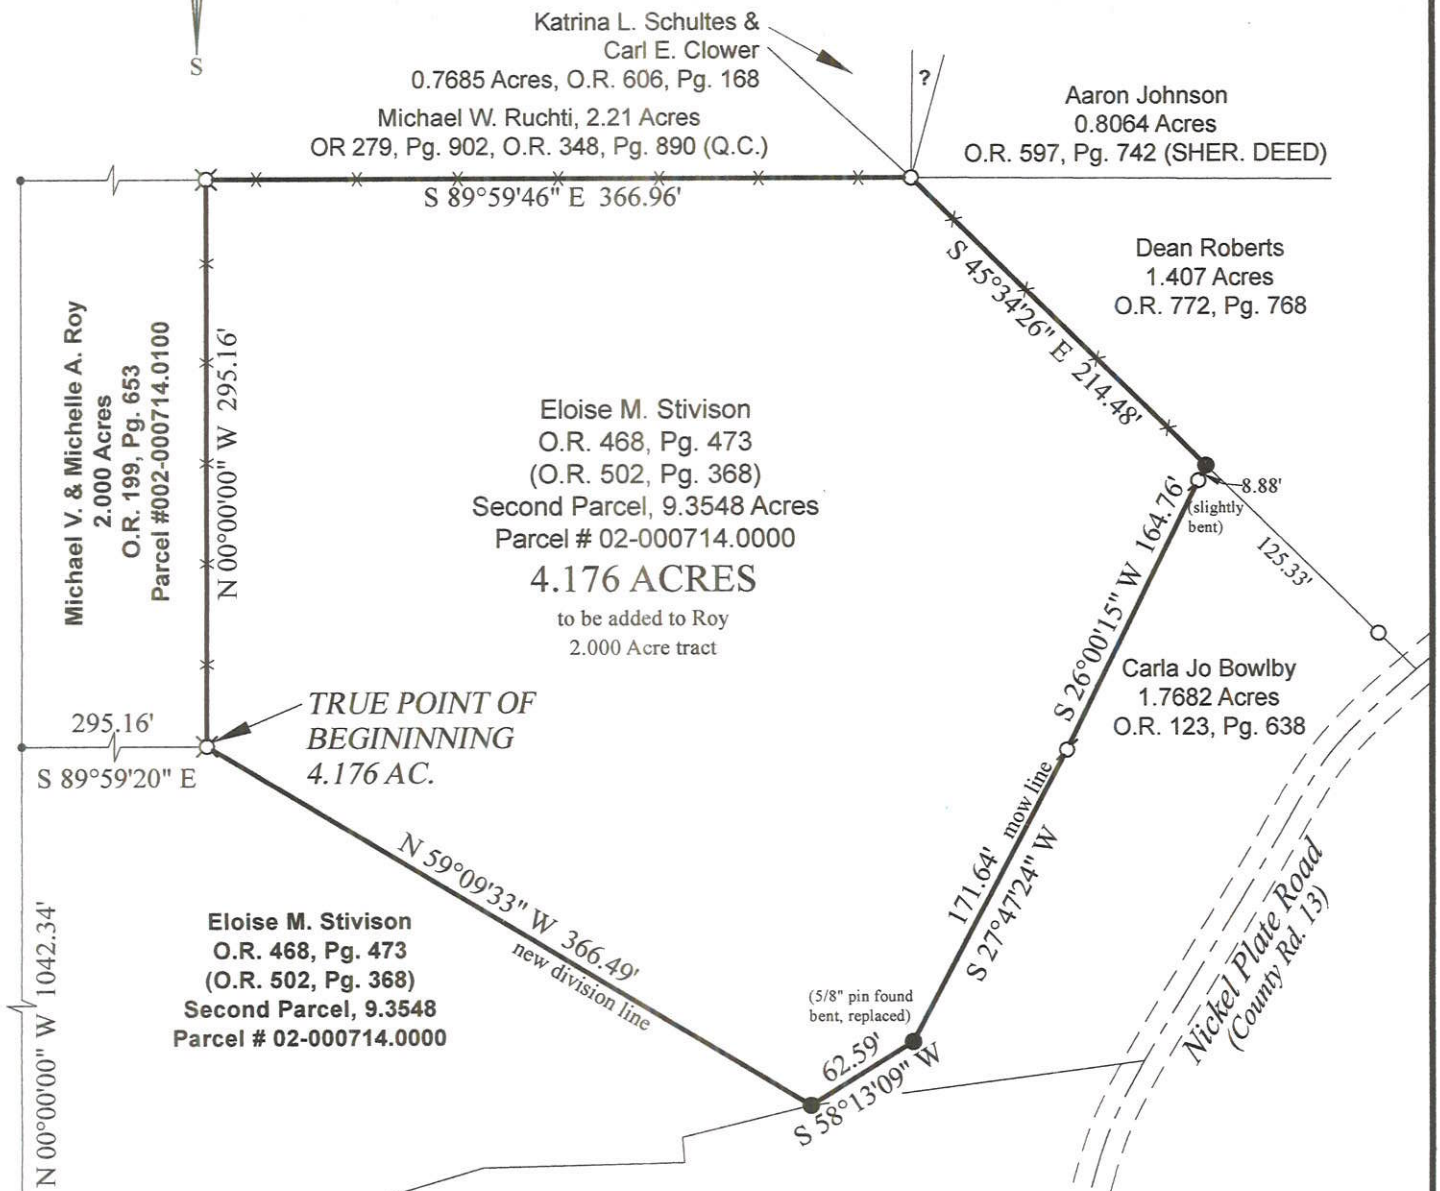 S
Katrina L. Schultes &
Carl E. Clower
0.7685 Acres, O.R. 606, Pg. 168
?
Michael W. Ruchti, 2.21 Acres
OR 279, Pg. 902, O.R. 348, Pg. 890 (Q.C.)
Aaron Johnson
0.8064 Acres
O.R. 597, Pg. 742 (SHER. DEED)
S 89°59'46" E 366.96'
Dean Roberts
1.407 Acres
O.R. 772, Pg. 768
S 45°34'26" E 214.48'
Michael V. & Michelle A. Roy
2.000 Acres
O.R. 199, Pg. 653
Parcel #002-000714.0100
N 00°00'00" W 295.16'
Eloise M. Stivison
O.R. 468, Pg. 473
(O.R. 502, Pg. 368)
Second Parcel, 9.3548 Acres
Parcel # 02-000714.0000
4.176 ACRES
to be added to Roy
2.000 Acre tract
8.88'
(slightly
bent)
125.33'
S 26°00'15" W 164.76'
Carla Jo Bowlby
1.7682 Acres
O.R. 123, Pg. 638
TRUE POINT OF
BEGININNING
4.176 AC.
295.16'
S 89°59'20" E
171.64' mow line
S 27°47'24" W
N 59°09'33" W 366.49'
new division line
Eloise M. Stivison
O.R. 468, Pg. 473
(O.R. 502, Pg. 368)
Second Parcel, 9.3548
Parcel # 02-000714.0000
N 00°00'00" W 1042.34'
(5/8" pin found
bent, replaced)
62.59'
S 58°13'09" W
Nickel Plate Road
(County Rd. 13)